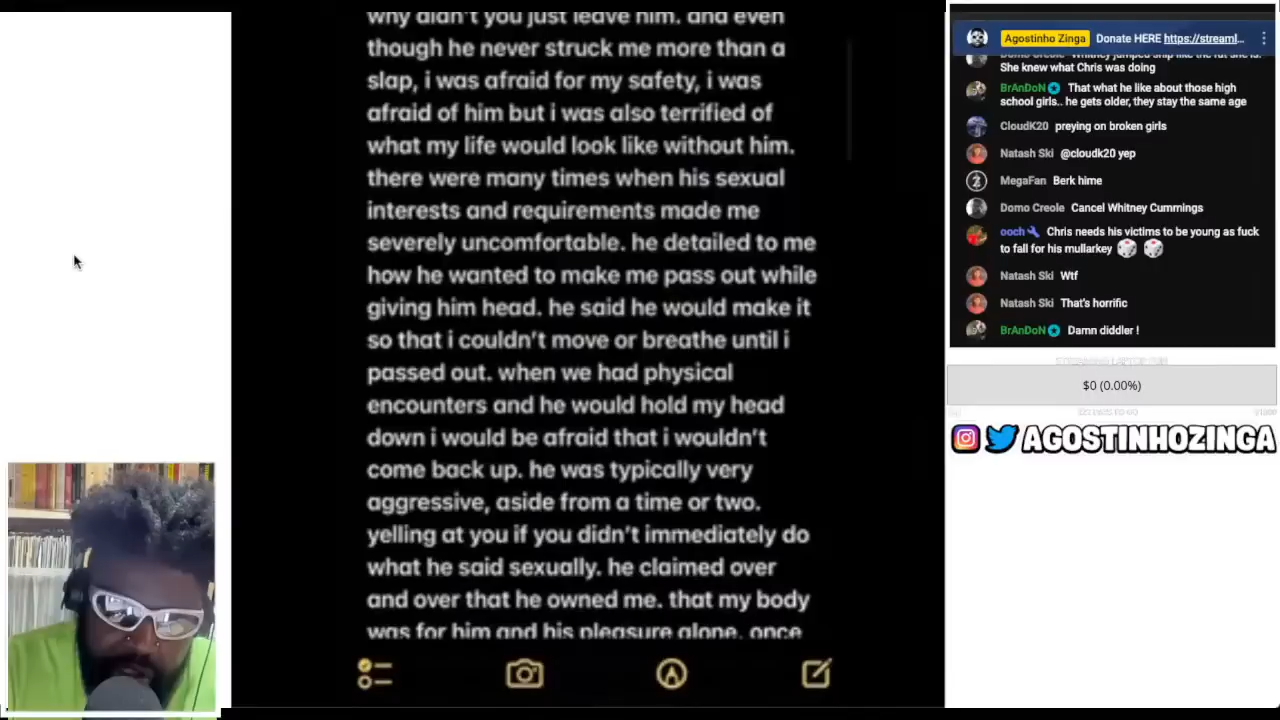 why didn't you just leave him. and even
though he never struck me more than a
slap, i was afraid for my safety, i was
afraid of him but i was also terrified of
what my life would look like without him.
there were many times when his sexual
interests and requirements made me
severely uncomfortable. he detailed to me
how he wanted to make me pass out while
giving him head. he said he would make it
so that i couldn't move or breathe until i
passed out. when we had physical
encounters and he would hold my head
down i would be afraid that i wouldn't
come back up. he was typically very
aggressive, aside from a time or two.
yelling at you if you didn't immediately do
what he said sexually. he claimed over
and over that he owned me. that my body
was for him and his pleasure alone. once
Agostinho Zinga Donate HERE https://streaml...
Domo Creole Whitney jumped ship like the rat she is.
She knew what Chris was doing
BrAnDoN That what he like about those high
school girls.. he gets older, they stay the same age
CloudK20 preying on broken girls
Natash Ski @cloudk20 yep
MegaFan Berk hime
Domo Creole Cancel Whitney Cummings
ooch Chris needs his victims to be young as fuck
to fall for his mullarkey
Natash Ski Wtf
Natash Ski That's horrific
BrAnDoN Damn diddler !
$0 (0.00%)
AGOSTINHOZINGA